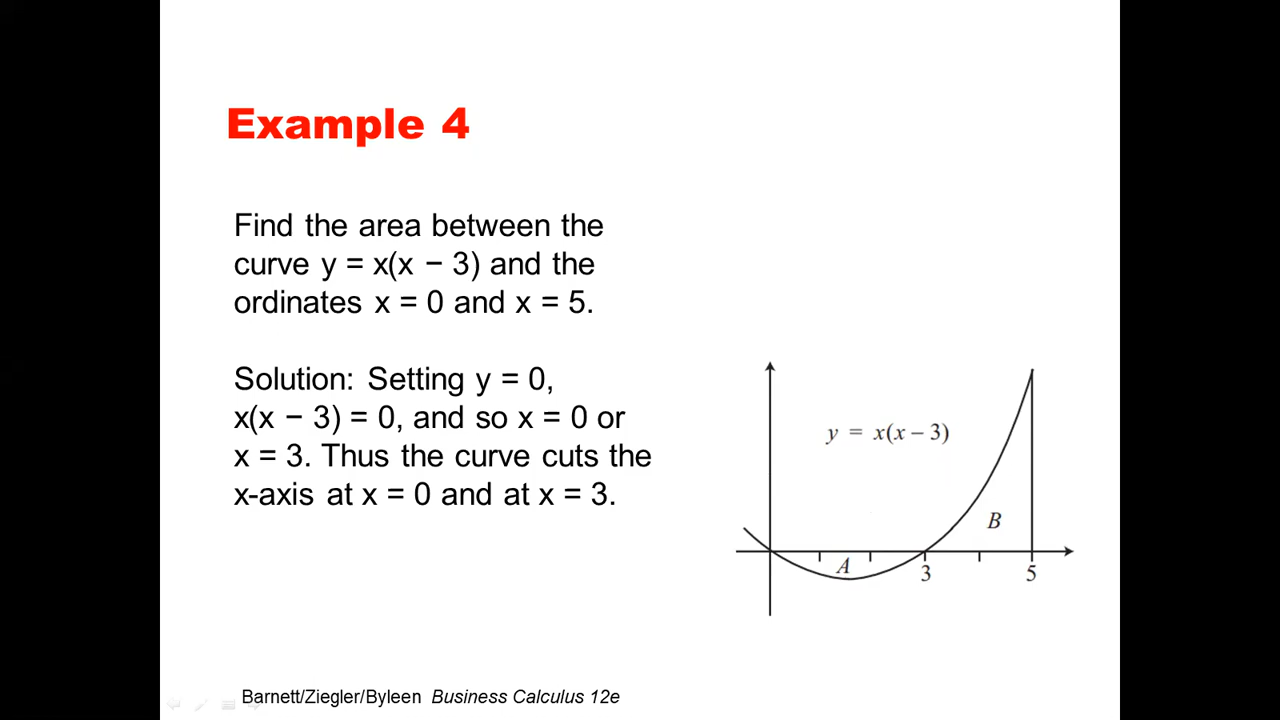 Example 4
Find the area between the
curve y = x(x − 3) and the
ordinates x = 0 and x = 5.
Solution: Setting y = 0,
x(x − 3) = 0, and so x = 0 or
x = 3. Thus the curve cuts the
x-axis at x = 0 and at x = 3.
y = x(x – 3)
B
A
3
5
Barnett/Ziegler/Byleen Business Calculus 12e